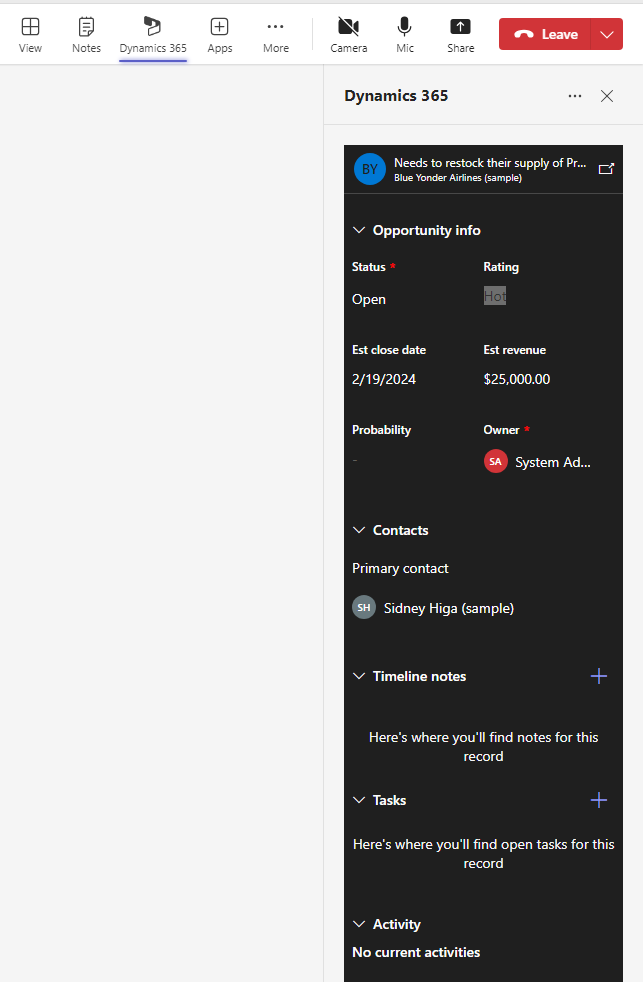 View Notes Dynamics 365 Apps More Camera Mic Share Leave
Dynamics 365
BY
Needs to restock their supply of Pr...
Blue Yonder Airlines (sample)
Opportunity info
Status * Rating
Open Hot
Est close date Est revenue
2/19/2024 $25,000.00
Probability Owner *
- SA System Ad...
Contacts
Primary contact
SH Sidney Higa (sample)
Timeline notes
Here's where you'll find notes for this
record
Tasks
Here's where you'll find open tasks for this
record
Activity
No current activities